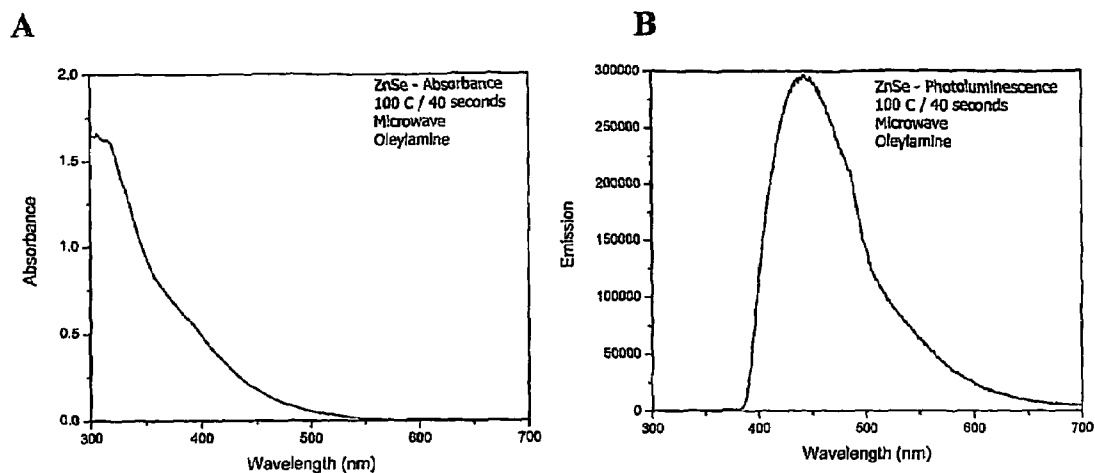 A
2.0
1.5
1.0
0.5
0.0
Absorbance
ZnSe - Absorbance
100 C / 40 seconds
Microwave
Oleylamine
300
400
500
600
700
Wavelength (nm)
B
300000
250000
200000
150000
100000
50000
0
Emission
ZnSe - Photoluminescence
100 C / 40 seconds
Microwave
Oleylamine
300
400
500
600
700
Wavelength (nm)